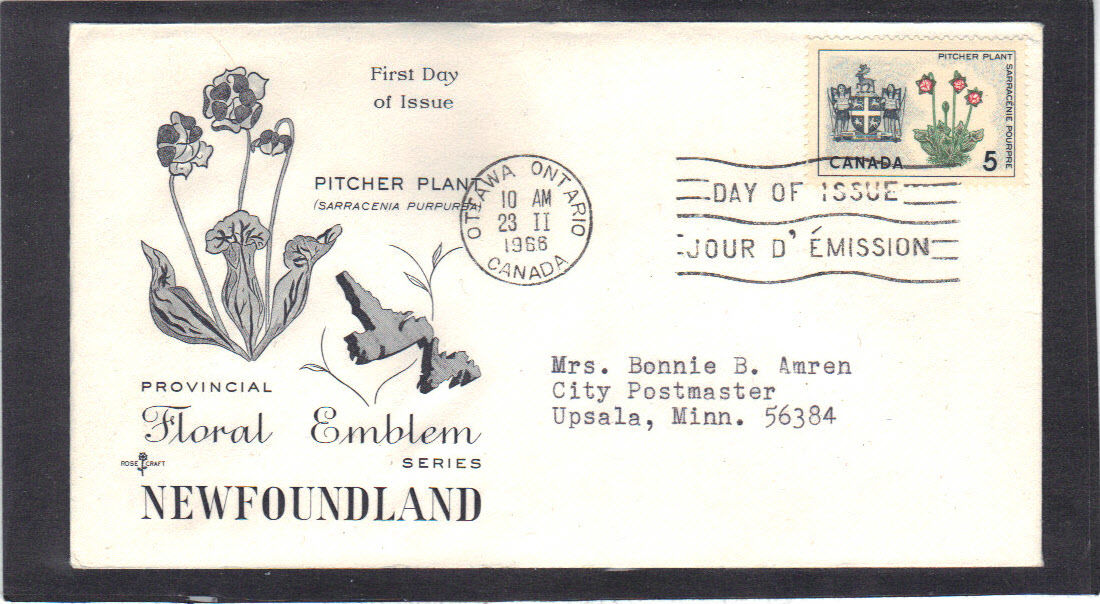 First Day
of Issue
PITCHER PLANT
(SARRACENIA PURPUREA)
PROVINCIAL
Floral Emblem
SERIES
ROSE CRAFT
NEWFOUNDLAND
OTTAWA ONTARIO
10 AM
23 II
1966
CANADA
DAY OF ISSUE
JOUR D' ÉMISSION
PITCHER PLANT
SARRACÉNIE POURPRE
CANADA 5
Mrs. Bonnie B. Amren
City Postmaster
Upsala, Minn. 56384